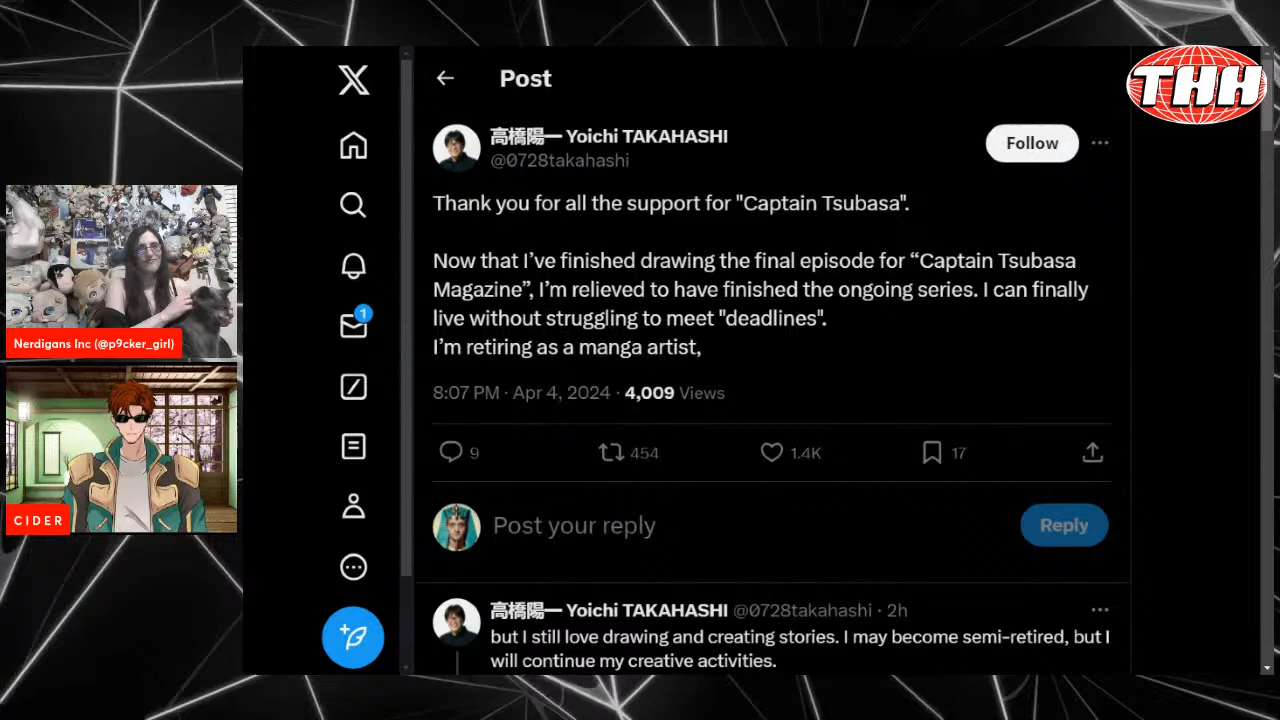 THH
Post
高橋陽一 Yoichi TAKAHASHI
@0728takahashi
Follow
Thank you for all the support for "Captain Tsubasa".
Now that I’ve finished drawing the final episode for “Captain Tsubasa
Magazine”, I’m relieved to have finished the ongoing series. I can finally
live without struggling to meet "deadlines".
I’m retiring as a manga artist,
8:07 PM · Apr 4, 2024 · 4,009 Views
9 454 1.4K 17
Post your reply
Reply
高橋陽一 Yoichi TAKAHASHI @0728takahashi · 2h
but I still love drawing and creating stories. I may become semi-retired, but I
will continue my creative activities.
1
Nerdigans Inc (@p9cker_girl)
CIDER